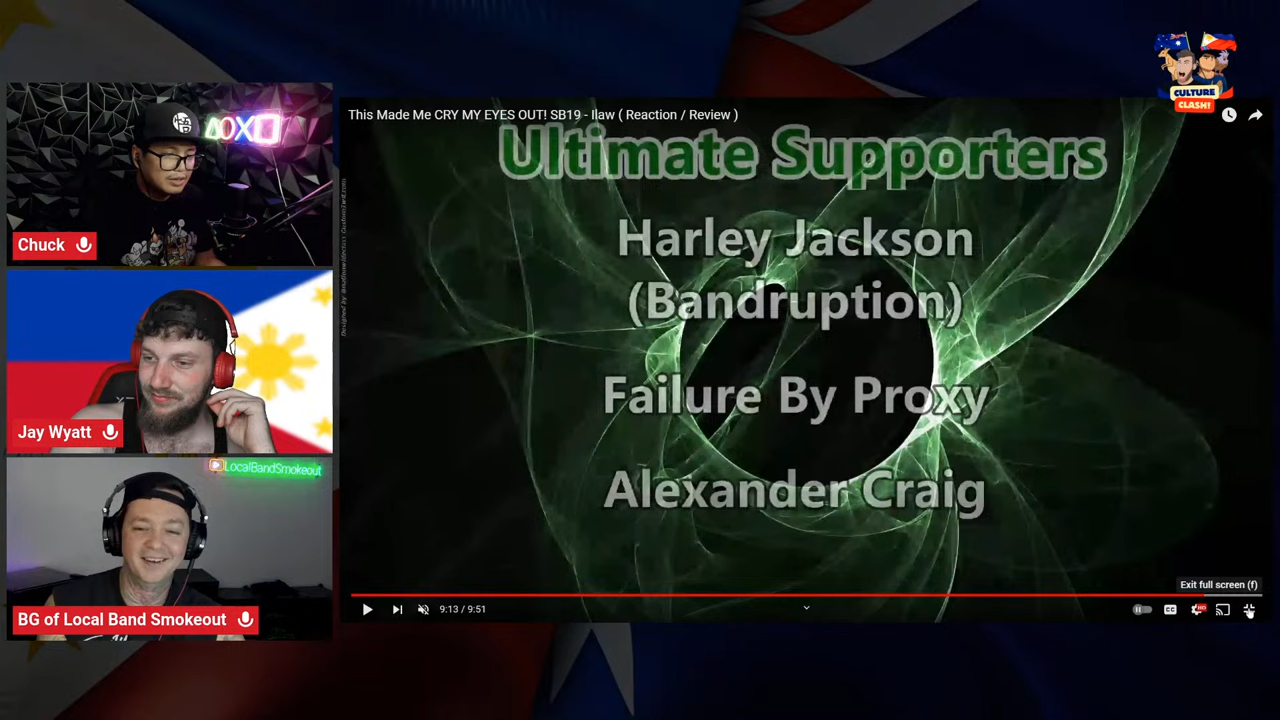 CULTURE
CLASH!
This Made Me CRY MY EYES OUT! SB19 - Ilaw ( Reaction / Review )
Ultimate Supporters
Harley Jackson
(Bandruption)
Failure By Proxy
Alexander Craig
Chuck
Jay Wyatt
LocalBandSmokeout
BG of Local Band Smokeout
Exit full screen (f)
9:13 / 9:51
HD